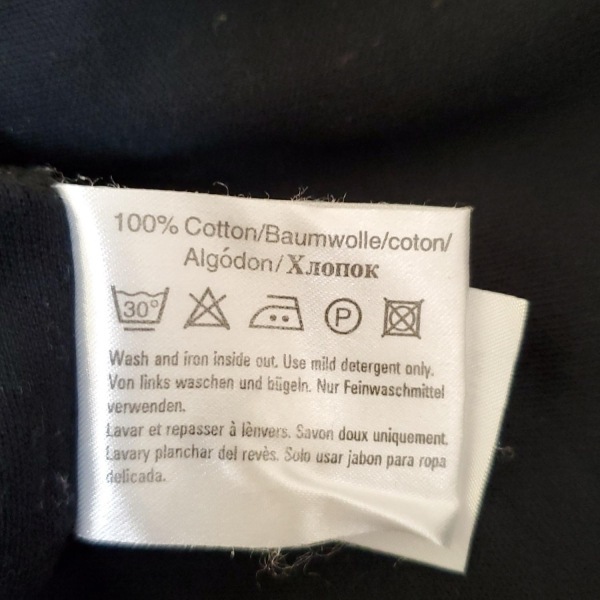 100% Cotton/Baumwolle/coton/
Algódon/Хлопок
30° P
Wash and iron inside out. Use mild detergent only.
Von links waschen und bügeln. Nur Feinwaschmittel
verwenden.
Lavar et repasser à lènvers. Savon doux uniquement.
Lavary planchar del revès. Solo usar jabon para ropa
delicada.